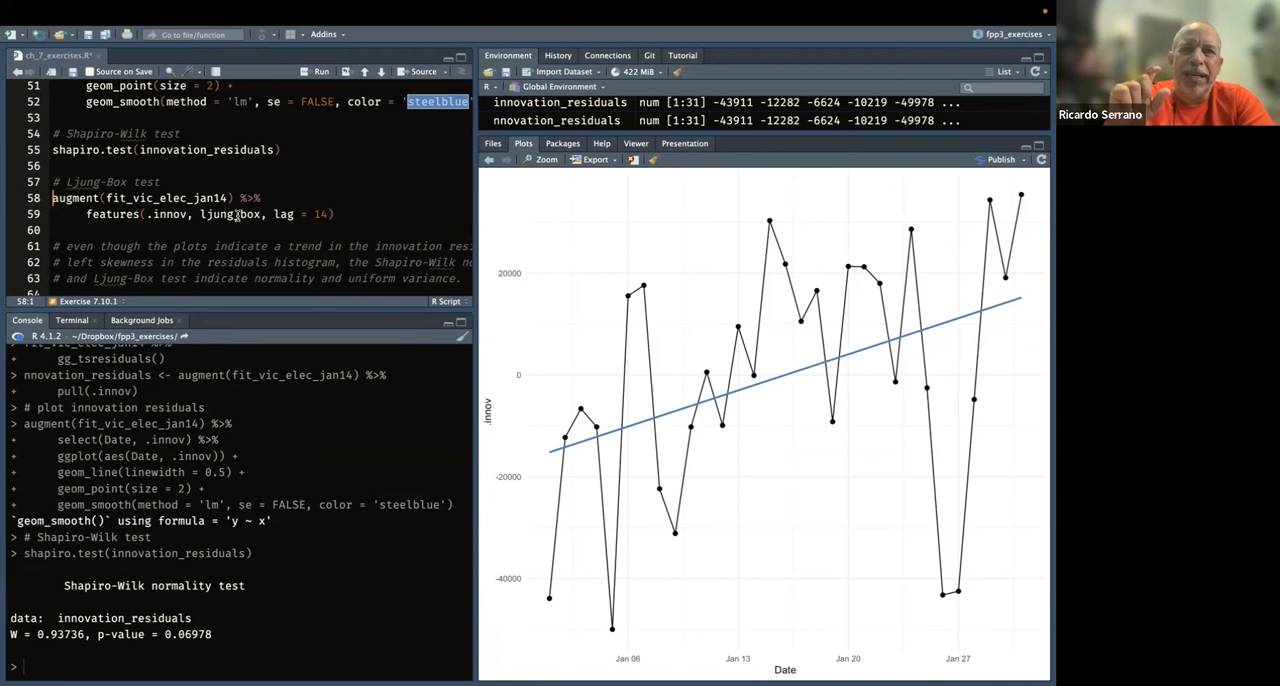 Go to file/function
Addins
fpp3_exercises
ch_7_exercises.R*
Source on Save
Run
Source
51
geom_point(size = 2) +
52
geom_smooth(method = 'lm', se = FALSE, color = 'steelblue'
53
54
# Shapiro-Wilk test
55
shapiro.test(innovation_residuals)
56
57
# Ljung-Box test
58
augment(fit_vic_elec_jan14) %>%
59
features(.innov, ljung_box, lag = 14)
60
61
# even though the plots indicate a trend in the innovation resi
62
# left skewness in the residuals histogram, the Shapiro-Wilk no
63
# and Ljung-Box test indicate normality and uniform variance.
64
58:1
Exercise 7.10.1
R Script
Console
Terminal
Background Jobs
R 4.1.2 · ~/Dropbox/fpp3_exercises/
fit_vic_elec_jan14 %>%
+ gg_tsresiduals()
> nnovation_residuals <- augment(fit_vic_elec_jan14) %>%
+ pull(.innov)
> # plot innovation residuals
> augment(fit_vic_elec_jan14) %>%
+ select(Date, .innov) %>%
+ ggplot(aes(Date, .innov)) +
+ geom_line(linewidth = 0.5) +
+ geom_point(size = 2) +
+ geom_smooth(method = 'lm', se = FALSE, color = 'steelblue')
`geom_smooth()` using formula = 'y ~ x'
> # Shapiro-Wilk test
> shapiro.test(innovation_residuals)
Shapiro-Wilk normality test
data: innovation_residuals
W = 0.93736, p-value = 0.06978
>
Environment
History
Connections
Git
Tutorial
Import Dataset
422 MiB
List
R
Global Environment
innovation_residuals num [1:31] -43911 -12282 -6624 -10219 -49978 ...
nnovation_residuals num [1:31] -43911 -12282 -6624 -10219 -49978 ...
Files
Plots
Packages
Help
Viewer
Presentation
Zoom
Export
Publish
20000
0
-20000
-40000
.innov
Jan 06
Jan 13
Jan 20
Jan 27
Date
Ricardo Serrano